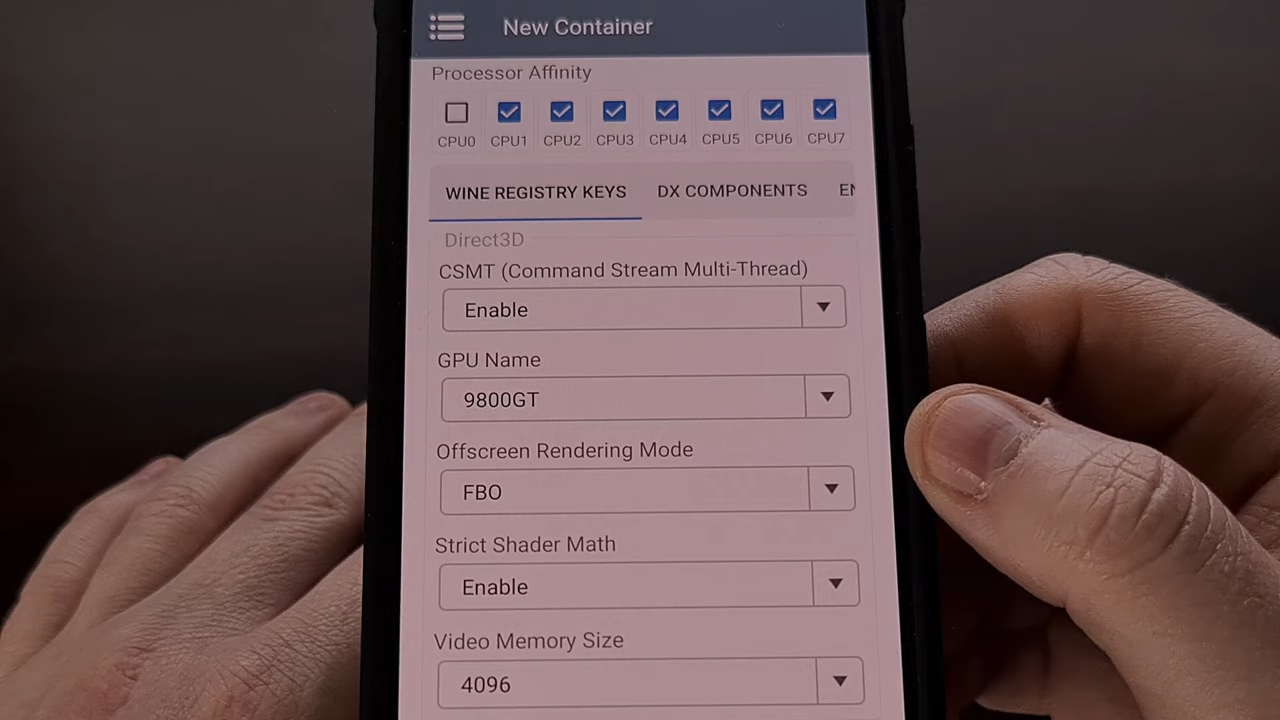 New Container
Processor Affinity
CPU0 CPU1 CPU2 CPU3 CPU4 CPU5 CPU6 CPU7
WINE REGISTRY KEYS DX COMPONENTS EN
Direct3D
CSMT (Command Stream Multi-Thread)
Enable
GPU Name
9800GT
Offscreen Rendering Mode
FBO
Strict Shader Math
Enable
Video Memory Size
4096